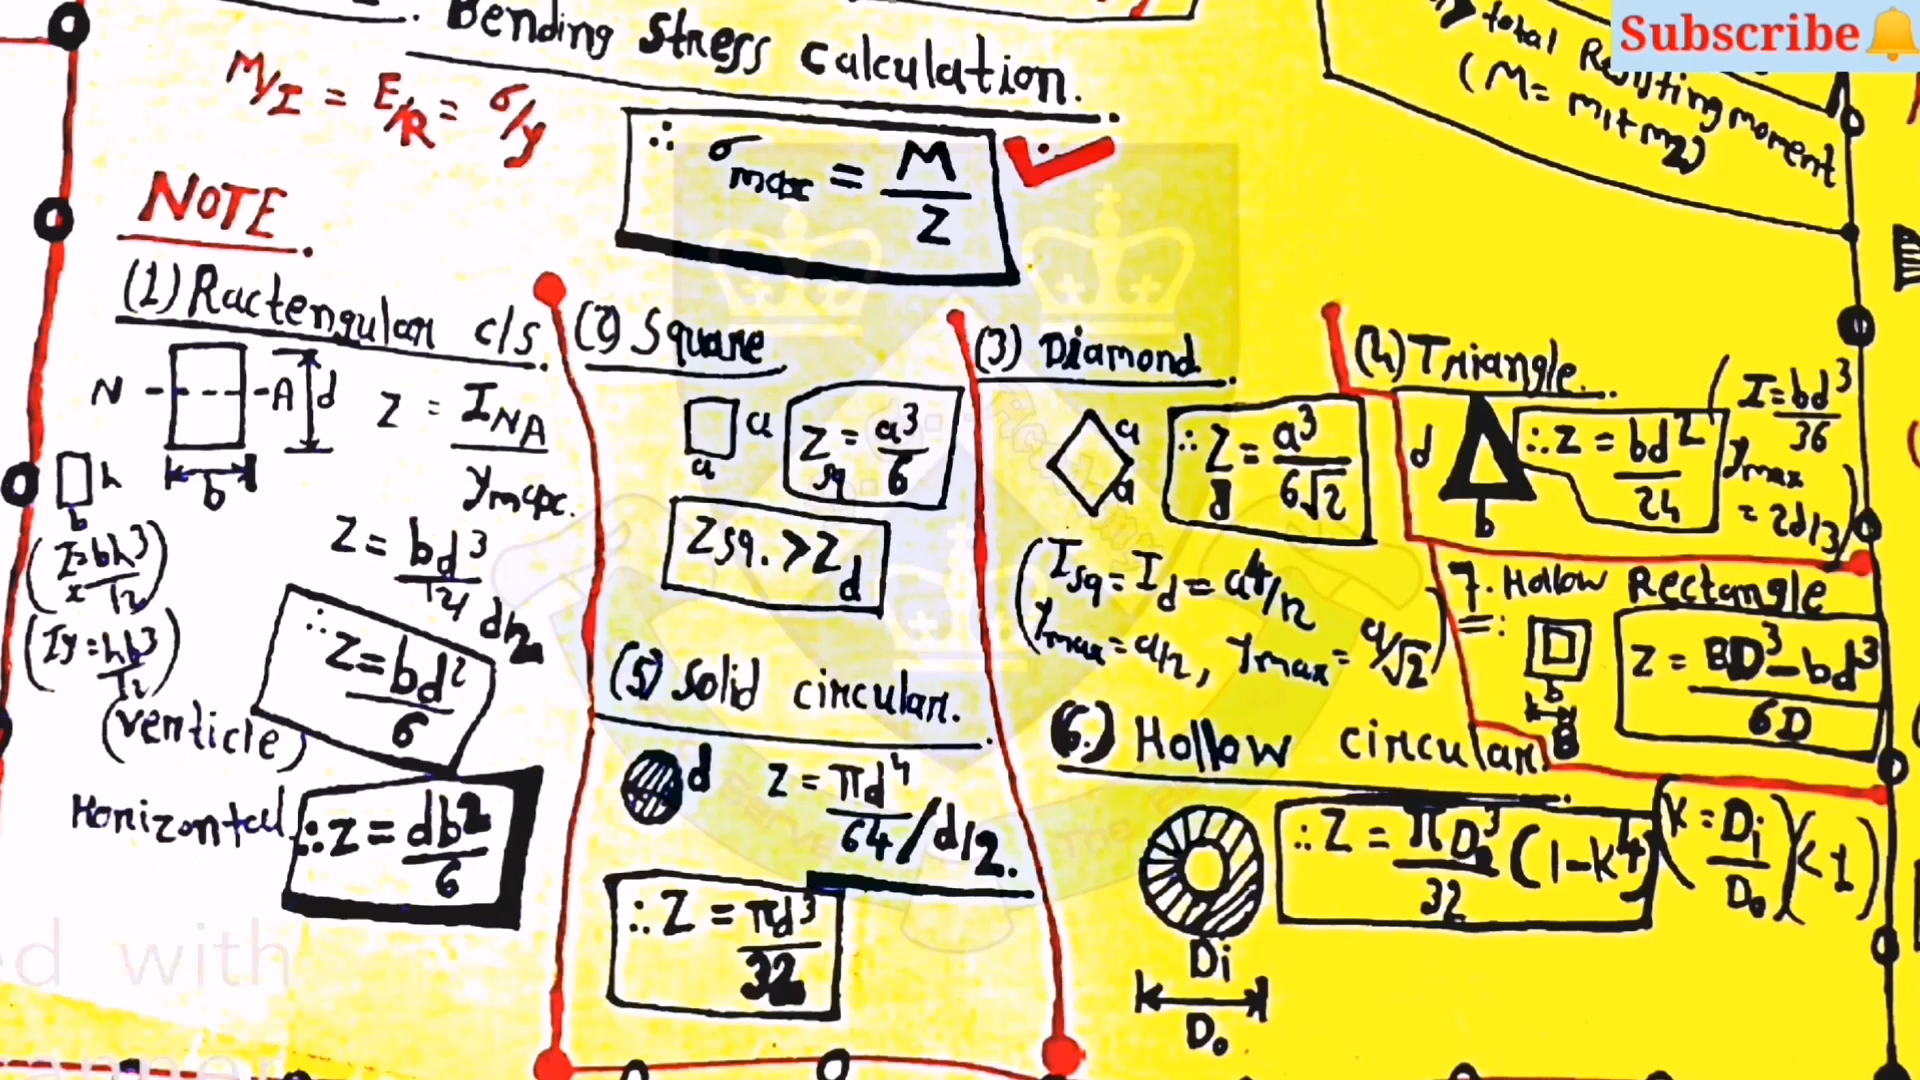 Bending Stress Calculation.
M/I = E/R = σ/y
∴ σmax = M/Z
total Resulting moment
(M = m1 + m2)
Subscribe
NOTE
(1) Ractengular c/s.
N A d
b
Z = INA / ymax.
h
b
(Ix = bh³/12)
(Iy = hb³/12)
Z = bd³/12 / d/2
∴ Z = bd²/6
(verticle)
Horizontal ∴ Z = db²/6
(2) Square
a
a
Zsq = a³/6
Zsq. > Zd
(3) Diamond
a
a
∴ Zd = a³/6√2
(Isq = Id = a⁴/12
ymax = a/2, ymax = a/√2)
(4) Triangle.
d
b
∴ Z = bd²/24
(I = bd³/36
ymax
= 2d/3)
(5) Solid circular.
d
Z = πd⁴/64 / d/2.
∴ Z = πd³/32
7. Hollow Rectangle
b
B
Z = BD³ - bd³ / 6D
(6.) Hollow circular.
∴ Z = πDo³/32 (1 - K⁴)
(K = Di/Do) (< 1)
Di
Do
ed with
anner